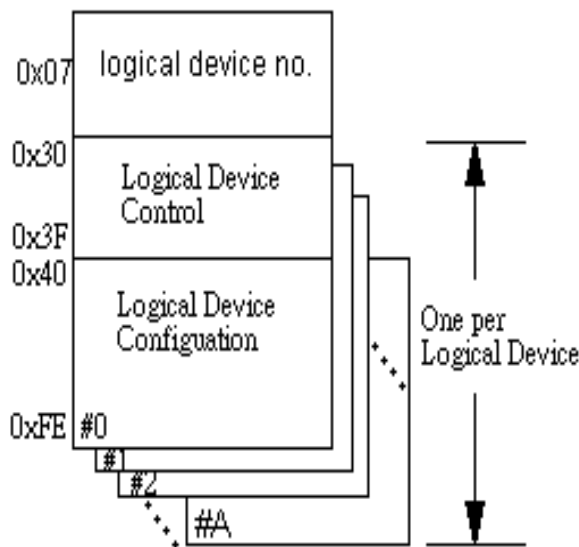 0x07
logical device no.
0x30
Logical Device
Control
0x3F
0x40
Logical Device
Configuation
One per
Logical Device
0xFE
#0
#1
#2
#A